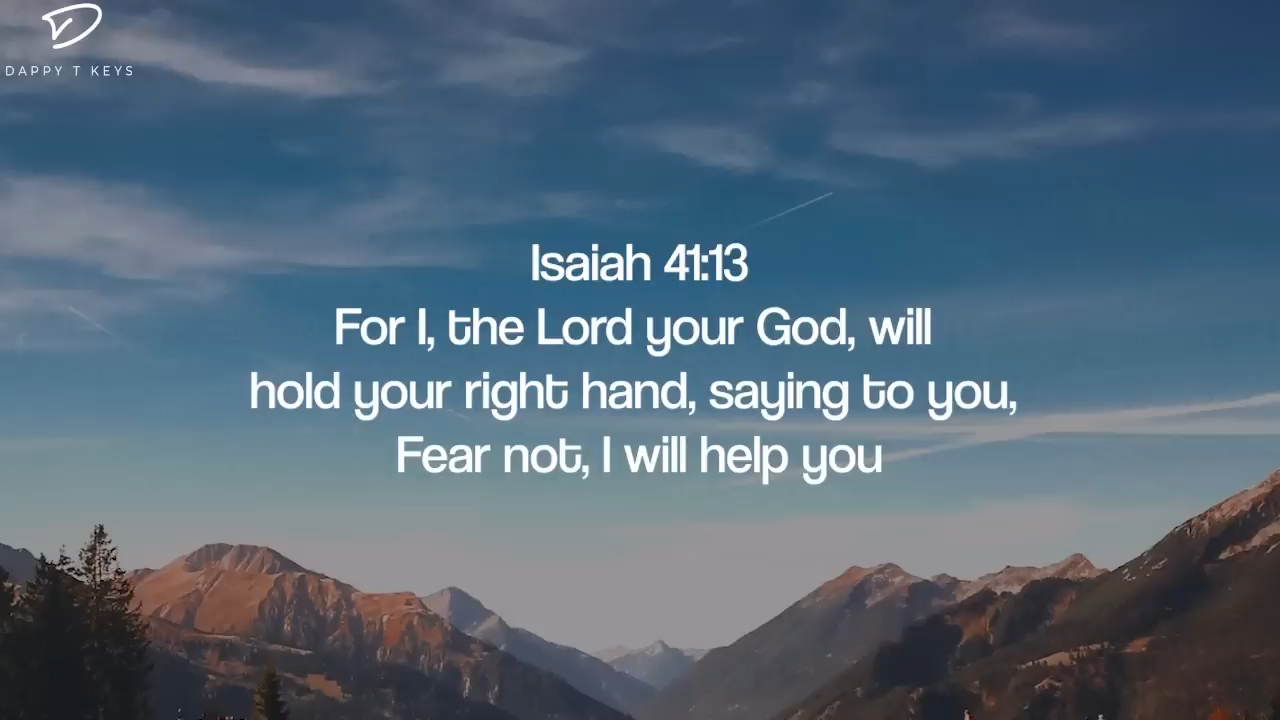 DAPPY T KEYS
Isaiah 41:13
For I, the Lord your God, will
hold your right hand, saying to you,
Fear not, I will help you